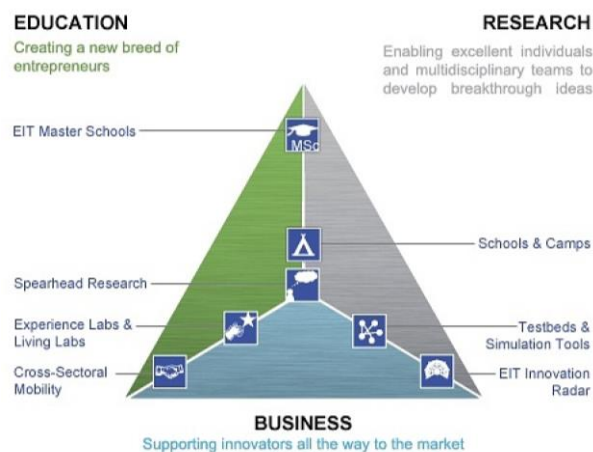 EDUCATION
Creating a new breed of
entrepreneurs
RESEARCH
Enabling excellent individuals
and multidisciplinary teams to
develop breakthrough ideas
EIT Master Schools
MSc
Schools & Camps
Spearhead Research
Experience Labs &
Living Labs
Testbeds &
Simulation Tools
Cross-Sectoral
Mobility
EIT Innovation
Radar
BUSINESS
Supporting innovators all the way to the market